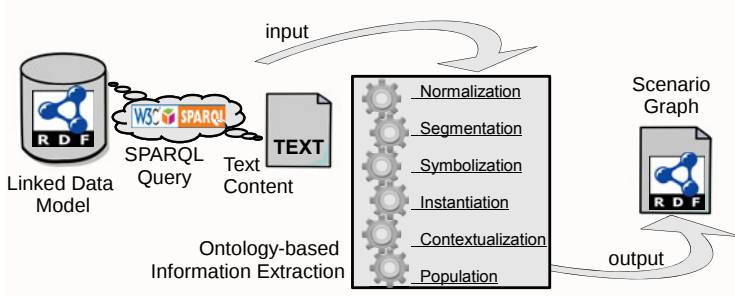 input
RDF
W3C SPARQL
TEXT
SPARQL
Query
Text
Content
Linked Data
Model
Normalization
Segmentation
Symbolization
Instantiation
Contextualization
Population
Ontology-based
Information Extraction
Scenario
Graph
RDF
output